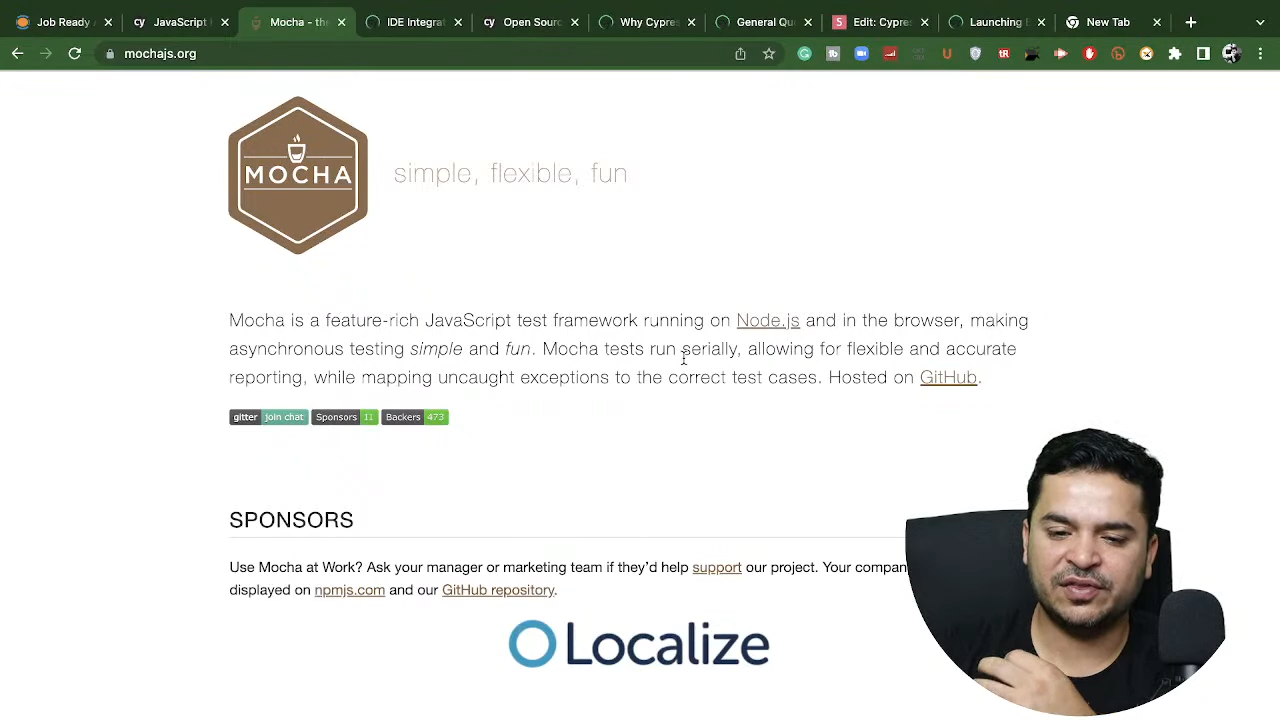 Job Ready
JavaScript
Mocha - the
IDE Integrat
Open Sourc
Why Cypres
General Qu
Edit: Cypres
Launching B
New Tab
mochajs.org
MOCHA
simple, flexible, fun
Mocha is a feature-rich JavaScript test framework running on Node.js and in the browser, making
asynchronous testing simple and fun. Mocha tests run serially, allowing for flexible and accurate
reporting, while mapping uncaught exceptions to the correct test cases. Hosted on GitHub.
gitter join chat Sponsors 11 Backers 473
SPONSORS
Use Mocha at Work? Ask your manager or marketing team if they’d help support our project. Your compan
displayed on npmjs.com and our GitHub repository.
Localize